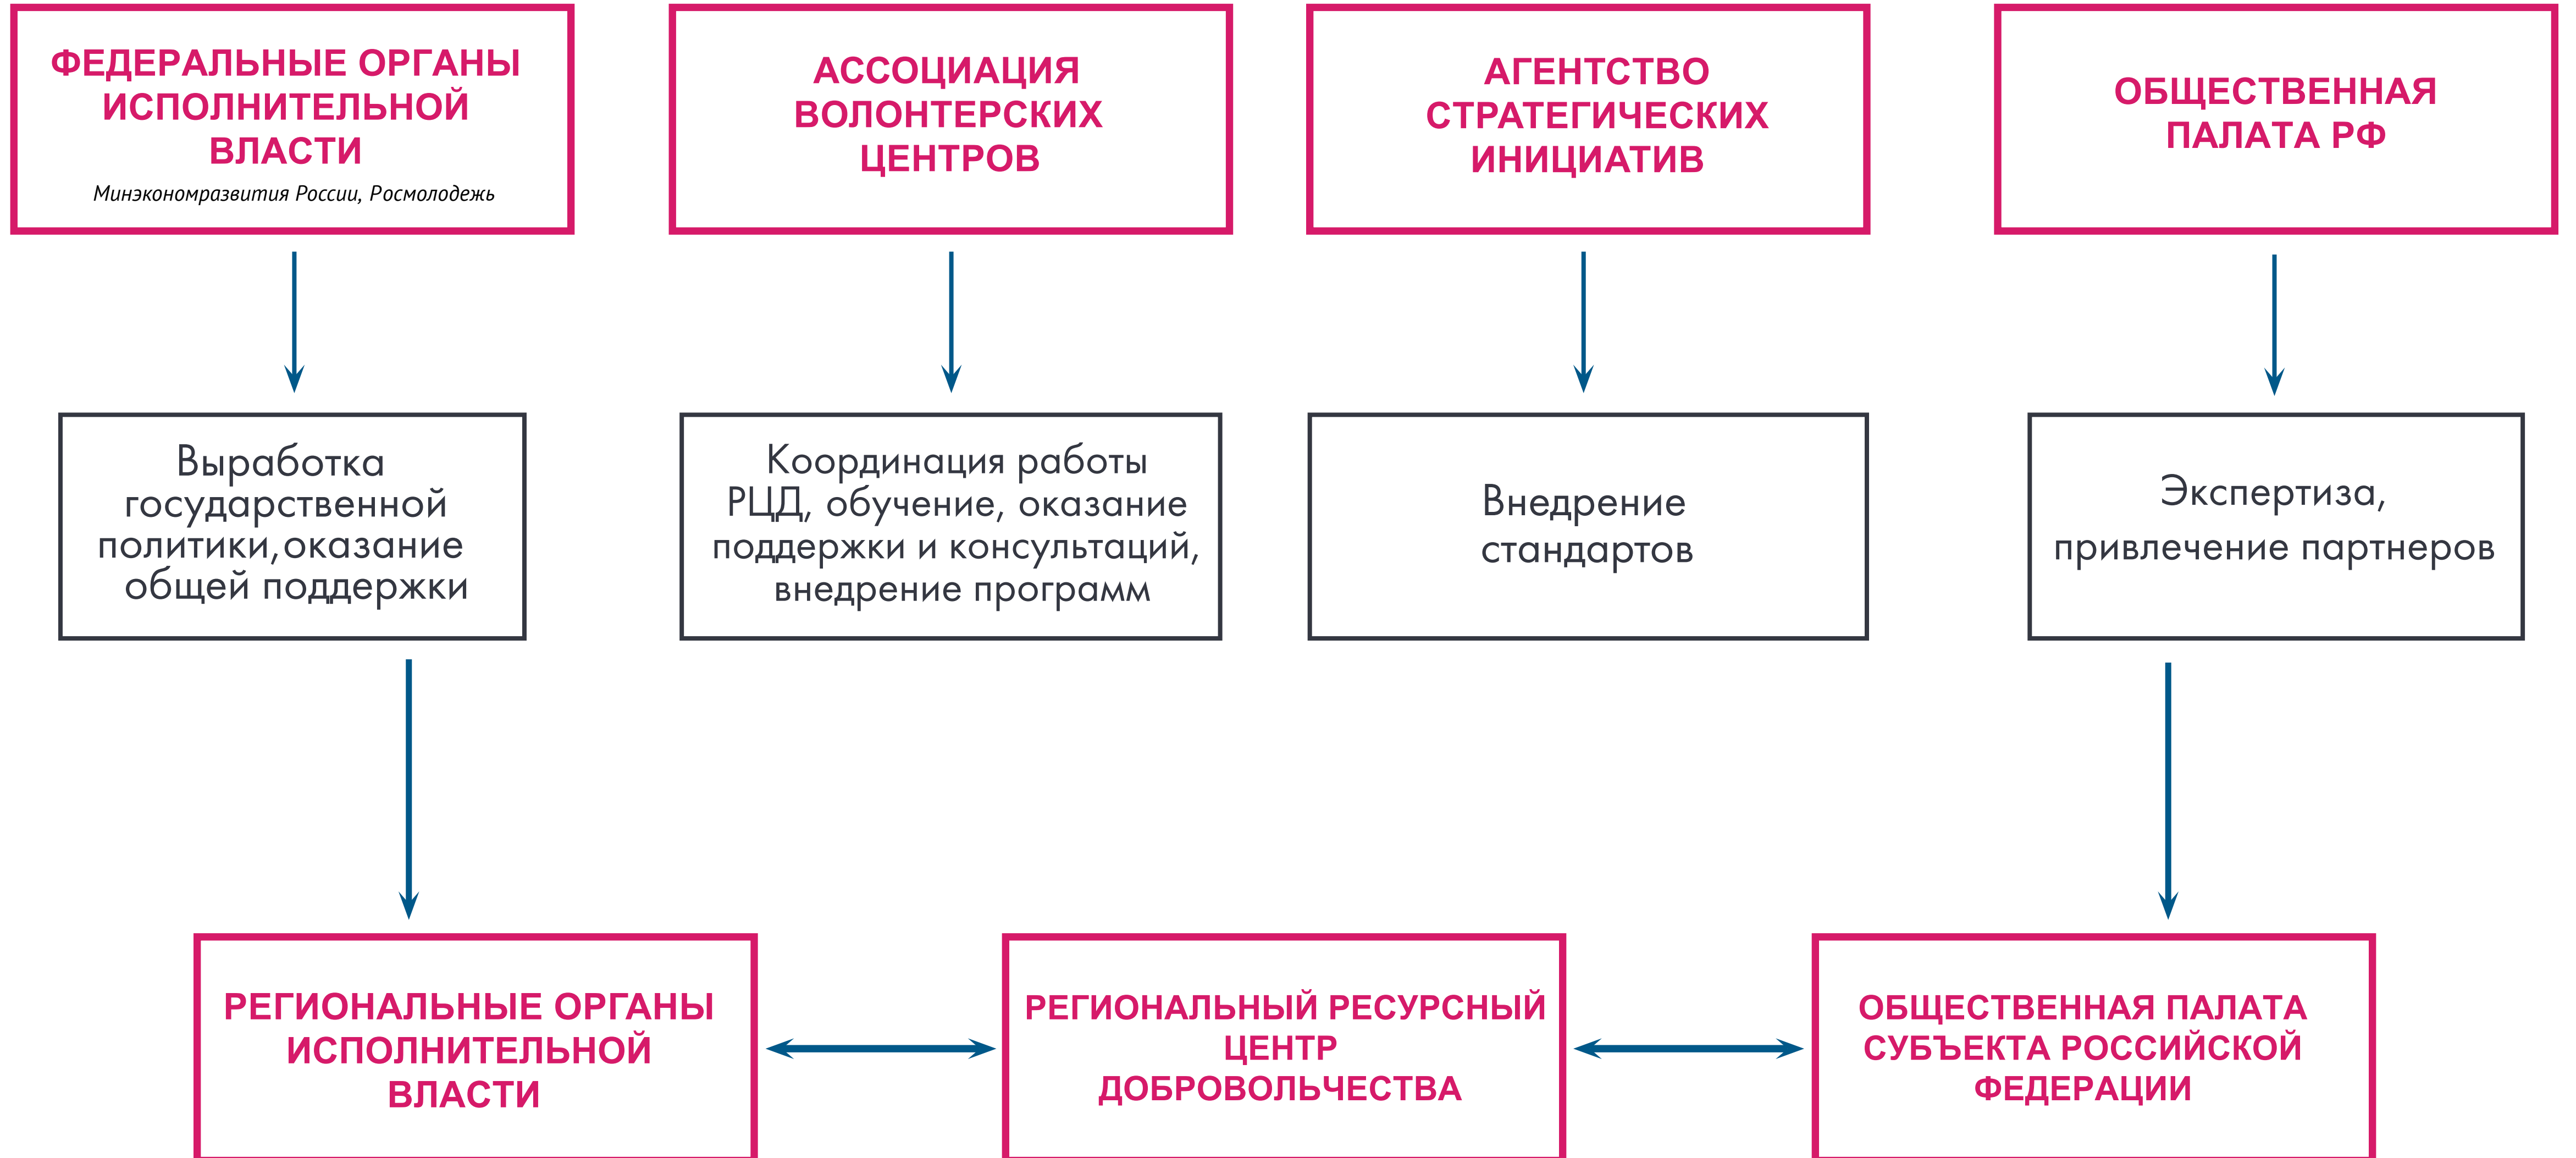 ФЕДЕРАЛЬНЫЕ ОРГАНЫ
ИСПОЛНИТЕЛЬНОЙ
ВЛАСТИ
Минэкономразвития России, Росмолодежь
АССОЦИАЦИЯ
ВОЛОНТЕРСКИХ
ЦЕНТРОВ
АГЕНТСТВО
СТРАТЕГИЧЕСКИХ
ИНИЦИАТИВ
ОБЩЕСТВЕННАЯ
ПАЛАТА РФ
Выработка
государственной
политики, оказание
общей поддержки
Координация работы
РЦД, обучение, оказание
поддержки и консультаций,
внедрение программ
Внедрение
стандартов
Экспертиза,
привлечение партнеров
РЕГИОНАЛЬНЫЕ ОРГАНЫ
ИСПОЛНИТЕЛЬНОЙ
ВЛАСТИ
РЕГИОНАЛЬНЫЙ РЕСУРСНЫЙ
ЦЕНТР
ДОБРОВОЛЬЧЕСТВА
ОБЩЕСТВЕННАЯ ПАЛАТА
СУБЪЕКТА РОССИЙСКОЙ
ФЕДЕРАЦИИ